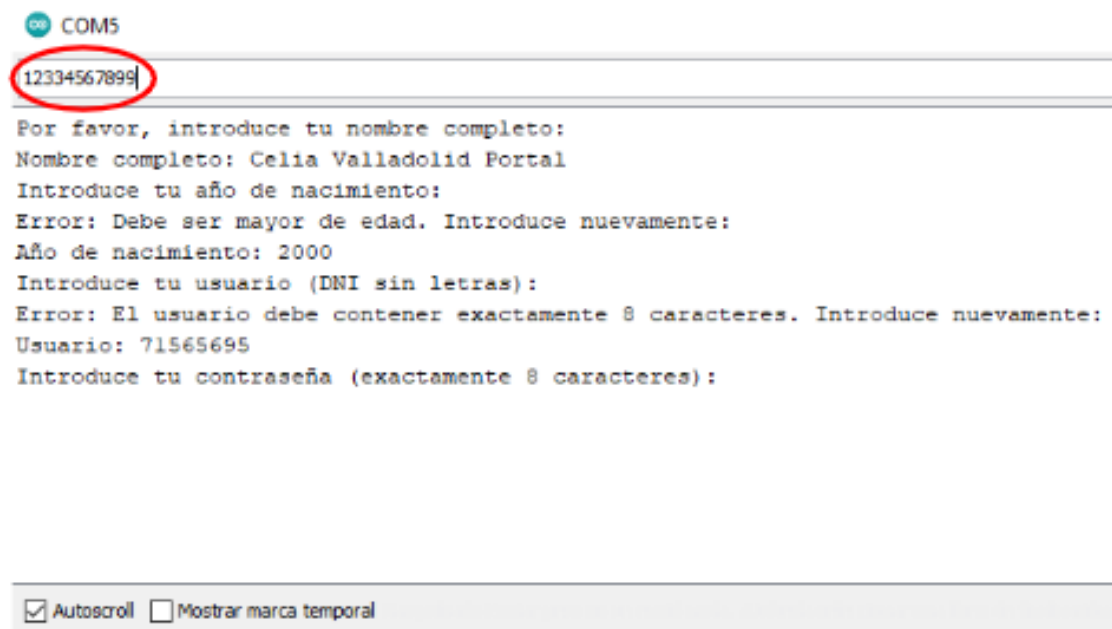 COM5
12334567899
Por favor, introduce tu nombre completo:
Nombre completo: Celia Valladolid Portal
Introduce tu año de nacimiento:
Error: Debe ser mayor de edad. Introduce nuevamente:
Año de nacimiento: 2000
Introduce tu usuario (DNI sin letras):
Error: El usuario debe contener exactamente 8 caracteres. Introduce nuevamente:
Usuario: 71565695
Introduce tu contraseña (exactamente 8 caracteres):
Autoscroll Mostrar marca temporal